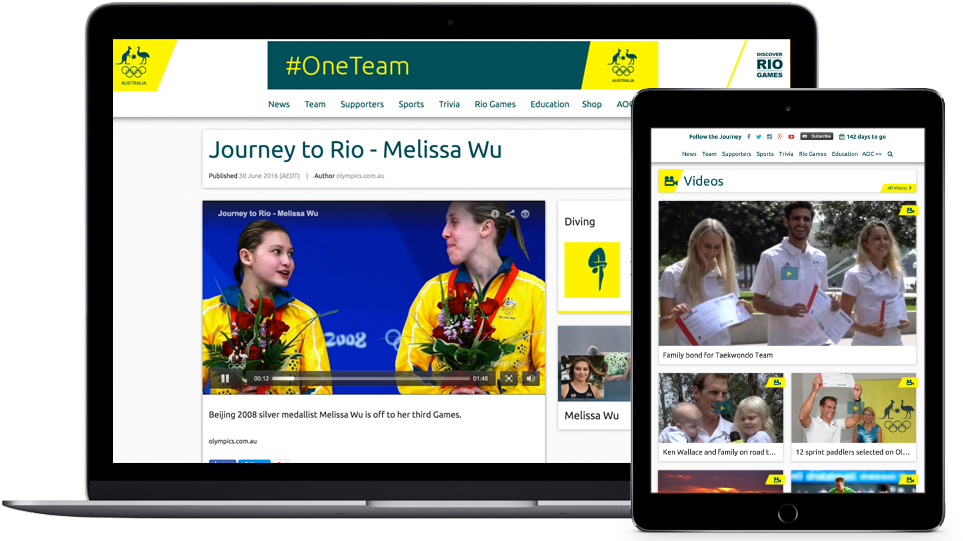 AUSTRALIA
#OneTeam
AUSTRALIA
DISCOVER
RIO
GAMES
News Team Supporters Sports Trivia Rio Games Education Shop AOC
Journey to Rio - Melissa Wu
Published 30 June 2016 (AEDT) | Author olympics.com.au
Journey to Rio - Melissa Wu
2008
00:12
01:46
Beijing 2008 silver medallist Melissa Wu is off to her third Games.
olympics.com.au
Diving
Melissa Wu
Follow the Journey Subscribe 142 days to go
News Team Supporters Sports Trivia Rio Games Education AOC >>
Videos
All Videos
Family bond for Taekwondo Team
Ken Wallace and family on road t...
12 sprint paddlers selected on Ol...